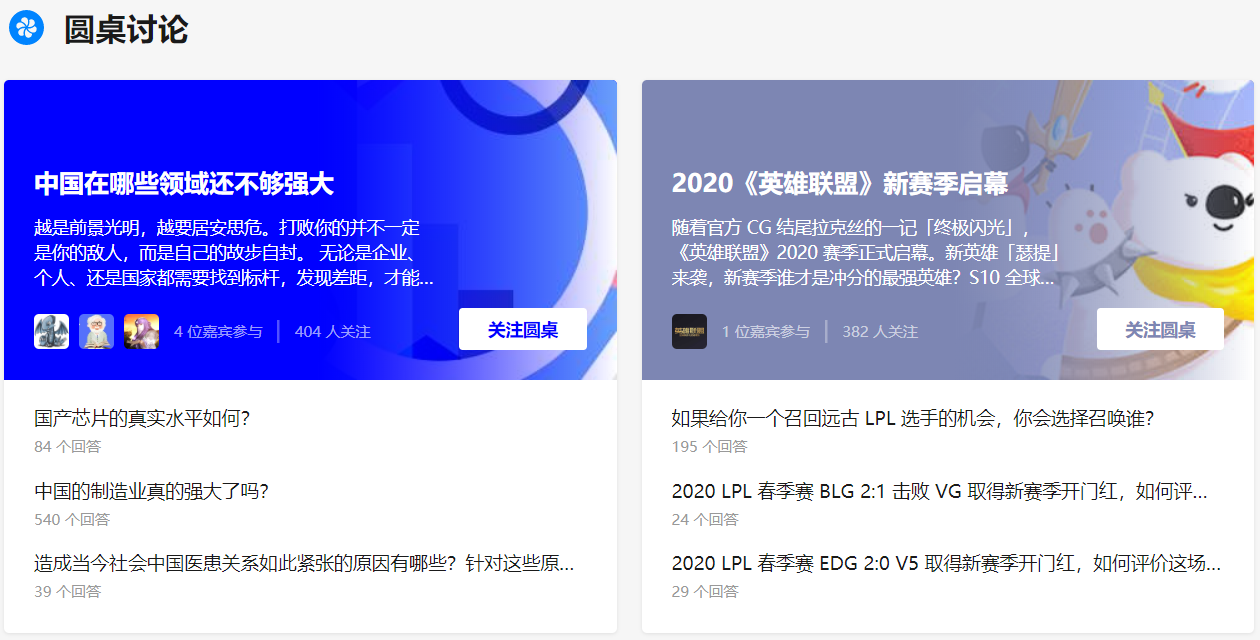 圆桌讨论
中国在哪些领域还不够强大
越是前景光明，越要居安思危。打败你的并不一定
是你的敌人，而是自己的故步自封。 无论是企业、
个人、还是国家都需要找到标杆，发现差距，才能...
4 位嘉宾参与 | 404 人关注
关注圆桌
国产芯片的真实水平如何？
84 个回答
中国的制造业真的强大了吗？
540 个回答
造成当今社会中国医患关系如此紧张的原因有哪些？针对这些原...
39 个回答
2020《英雄联盟》新赛季启幕
随着官方 CG 结尾拉克丝的一记「终极闪光」，
《英雄联盟》2020 赛季正式启幕。新英雄「瑟提」
来袭，新赛季谁才是冲分的最强英雄？S10 全球...
英雄联盟
1 位嘉宾参与 | 382 人关注
关注圆桌
如果给你一个召回远古 LPL 选手的机会，你会选择召唤谁？
195 个回答
2020 LPL 春季赛 BLG 2:1 击败 VG 取得新赛季开门红，如何评...
24 个回答
2020 LPL 春季赛 EDG 2:0 V5 取得新赛季开门红，如何评价这场...
29 个回答